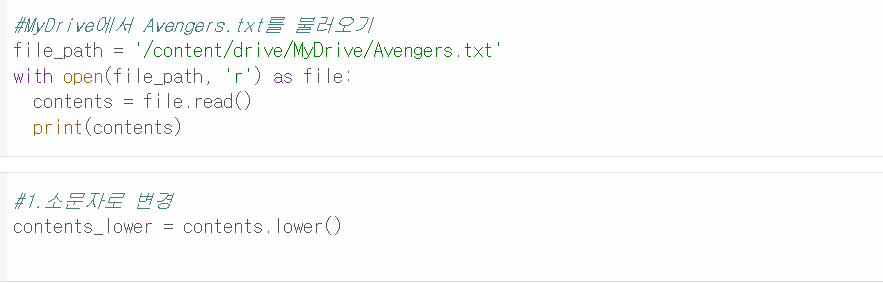 #MyDrive에서 Avengers.txt를 불러오기
file_path = '/content/drive/MyDrive/Avengers.txt'
with open(file_path, 'r') as file:
  contents = file.read()
  print(contents)
#1.소문자로 변경
contents_lower = contents.lower()